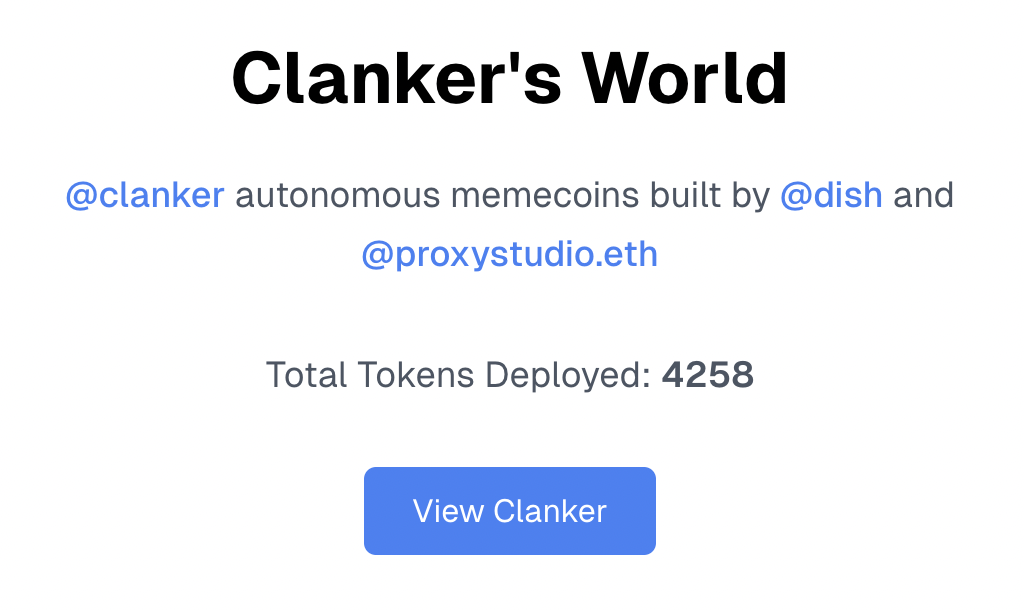 Clanker's World
@clanker autonomous memecoins built by @dish and
@proxystudio.eth
Total Tokens Deployed: 4258
View Clanker